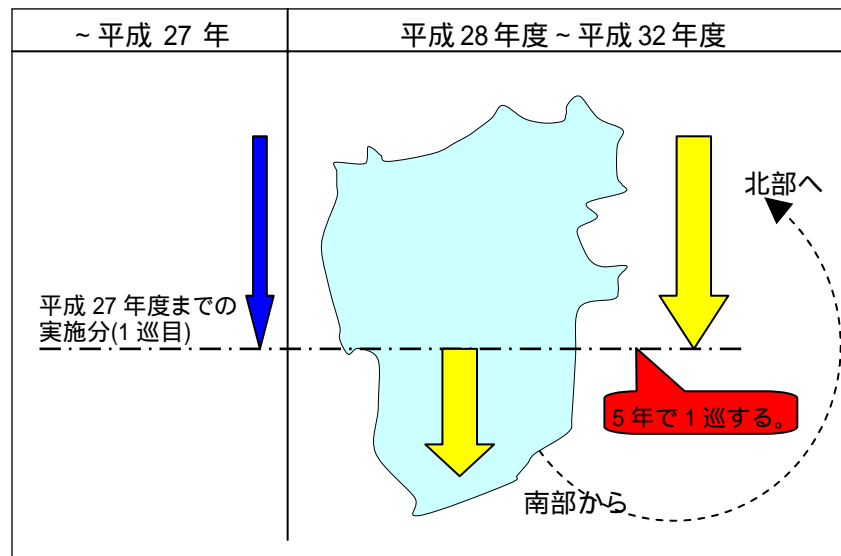 ~ 平成 27 年
平成 28 年度 ~ 平成 32 年度
北部へ
平成 27 年度までの
実施分(1 巡目)
5 年で 1 巡する。
南部から